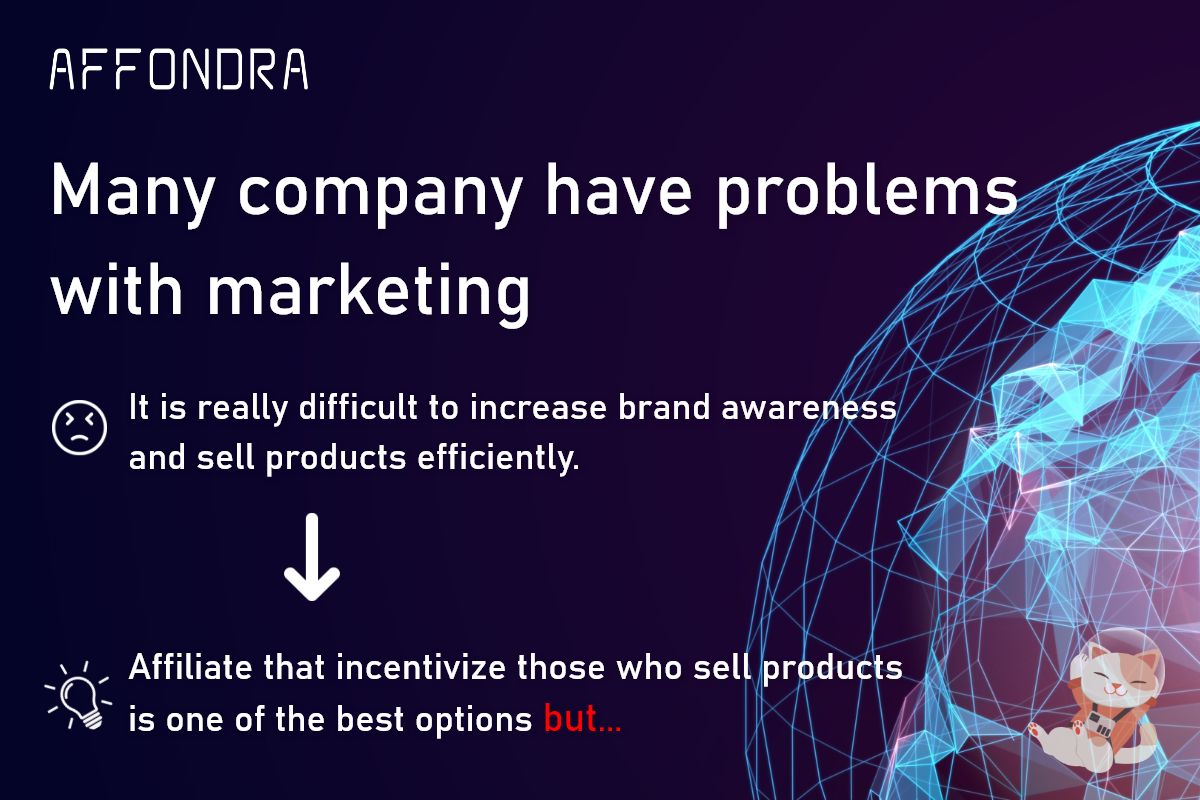 AFFONDRA
Many company have problems
with marketing
It is really difficult to increase brand awareness
and sell products efficiently.
Affiliate that incentivize those who sell products
is one of the best options but...